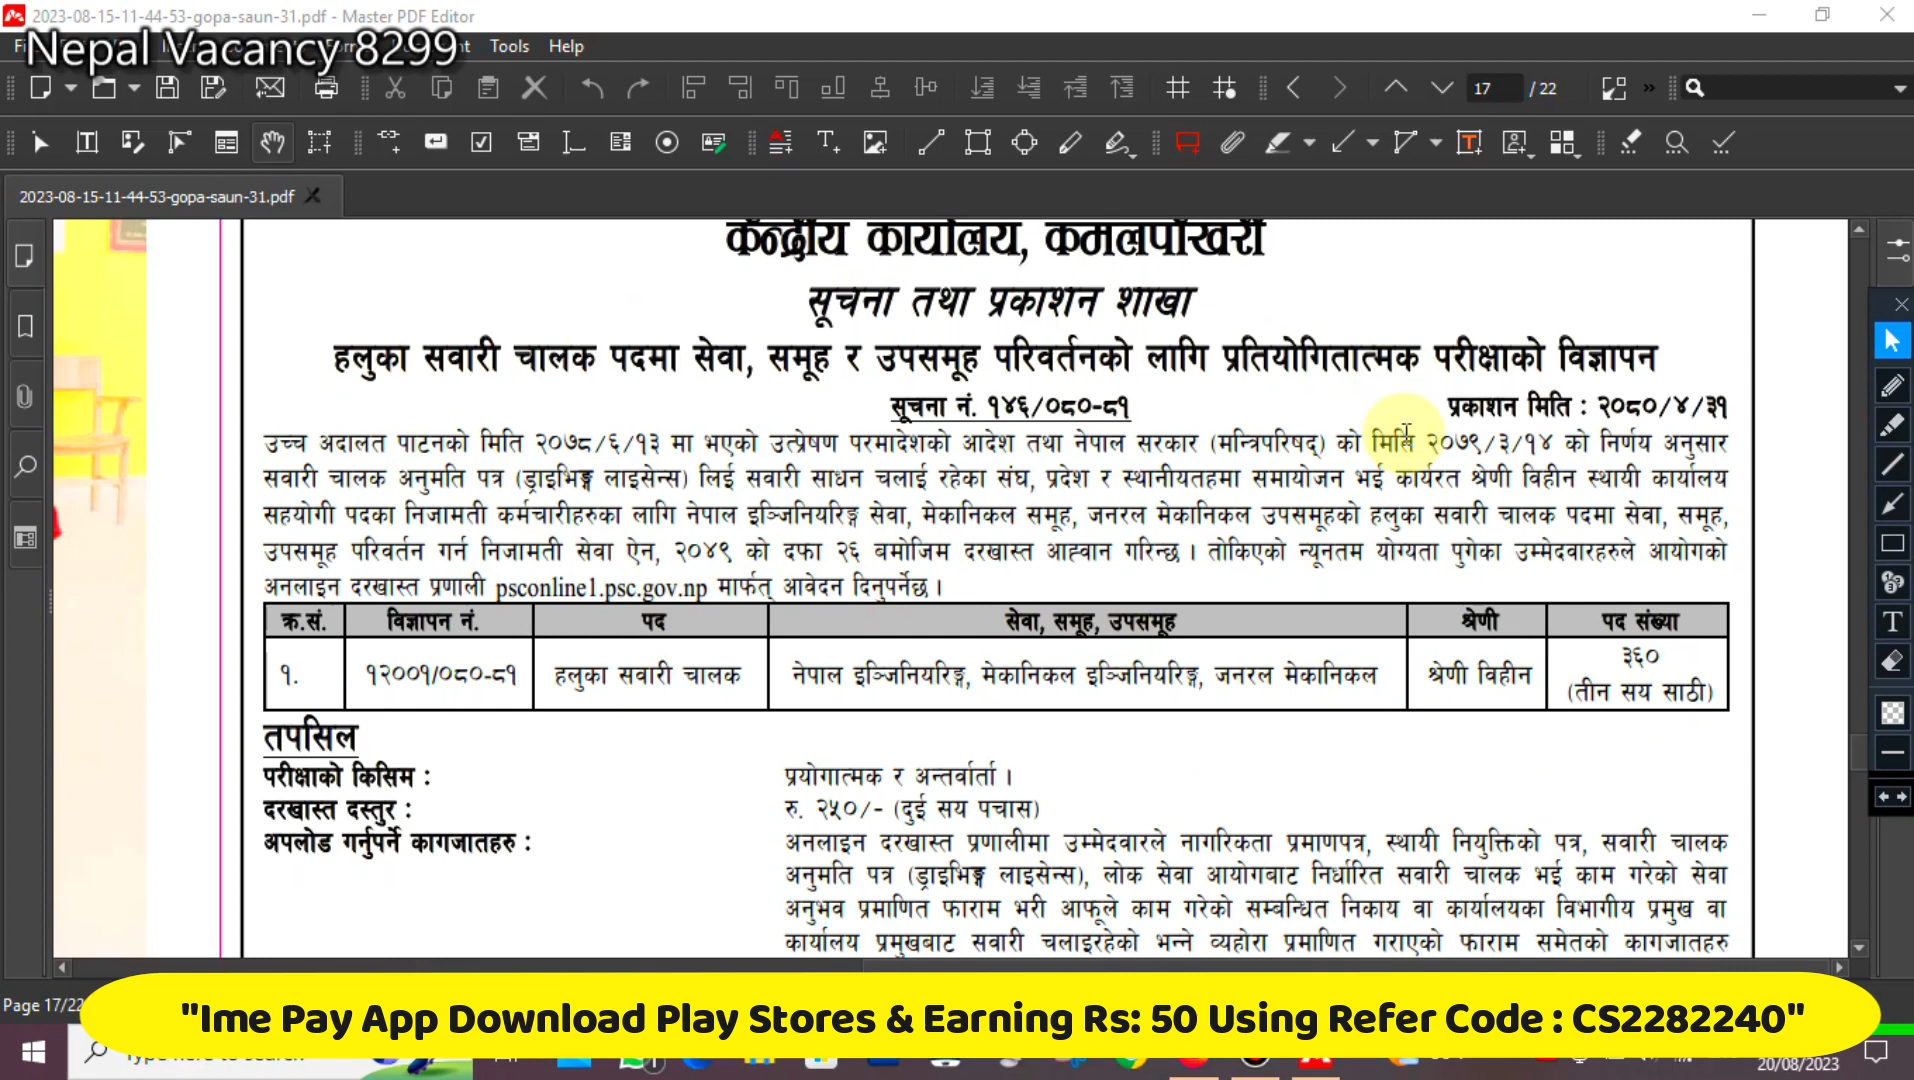 2023-08-15-11-44-53-gopa-saun-31.pdf - Master PDF Editor
Nepal Vacancy 8299
Tools Help
17 / 22
2023-08-15-11-44-53-gopa-saun-31.pdf
केन्द्रीय कार्यालय, कमलपोखरी
सूचना तथा प्रकाशन शाखा
हलुका सवारी चालक पदमा सेवा, समूह र उपसमूह परिवर्तनको लागि प्रतियोगितात्मक परीक्षाको विज्ञापन
सूचना नं. १४६/०८०-८१
प्रकाशन मिति : २०८०/४/३१
उच्च अदालत पाटनको मिति २०७८/६/१३ मा भएको उत्प्रेषण परमादेशको आदेश तथा नेपाल सरकार (मन्त्रिपरिषद्) को मिति २०७९/३/१४ को निर्णय अनुसार
सवारी चालक अनुमति पत्र (ड्राइभिङ्ग लाइसेन्स) लिई सवारी साधन चलाई रहेका संघ, प्रदेश र स्थानीयतहमा समायोजन भई कार्यरत श्रेणी विहीन स्थायी कार्यालय
सहयोगी पदका निजामती कर्मचारीहरुका लागि नेपाल इञ्जिनियरिङ्ग सेवा, मेकानिकल समूह, जनरल मेकानिकल उपसमूहको हलुका सवारी चालक पदमा सेवा, समूह,
उपसमूह परिवर्तन गर्न निजामती सेवा ऐन, २०४९ को दफा २६ बमोजिम दरखास्त आह्वान गरिन्छ । तोकिएको न्यूनतम योग्यता पुगेका उम्मेदवारहरुले आयोगको
अनलाइन दरखास्त प्रणाली psconline1.psc.gov.np मार्फत् आवेदन दिनुपर्नेछ ।
क्र.सं. विज्ञापन नं. पद सेवा, समूह, उपसमूह श्रेणी पद संख्या
१. १२००१/०८०-८१ हलुका सवारी चालक नेपाल इञ्जिनियरिङ्ग, मेकानिकल इञ्जिनियरिङ्ग, जनरल मेकानिकल श्रेणी विहीन ३६०
(तीन सय साठी)
तपसिल
परीक्षाको किसिम : प्रयोगात्मक र अन्तर्वार्ता ।
दरखास्त दस्तुर : रु. २५०/- (दुई सय पचास)
अपलोड गर्नुपर्ने कागजातहरु : अनलाइन दरखास्त प्रणालीमा उम्मेदवारले नागरिकता प्रमाणपत्र, स्थायी नियुक्तिको पत्र, सवारी चालक
अनुमति पत्र (ड्राइभिङ्ग लाइसेन्स), लोक सेवा आयोगबाट निर्धारित सवारी चालक भई काम गरेको सेवा
अनुभव प्रमाणित फाराम भरी आफूले काम गरेको सम्बन्धित निकाय वा कार्यालयका विभागीय प्रमुख वा
कार्यालय प्रमुखबाट सवारी चलाइरहेको भन्ने व्यहोरा प्रमाणित गराएको फाराम समेतको कागजातहरु
Page 17/22
"Ime Pay App Download Play Stores & Earning Rs: 50 Using Refer Code : CS2282240"
20/08/2023